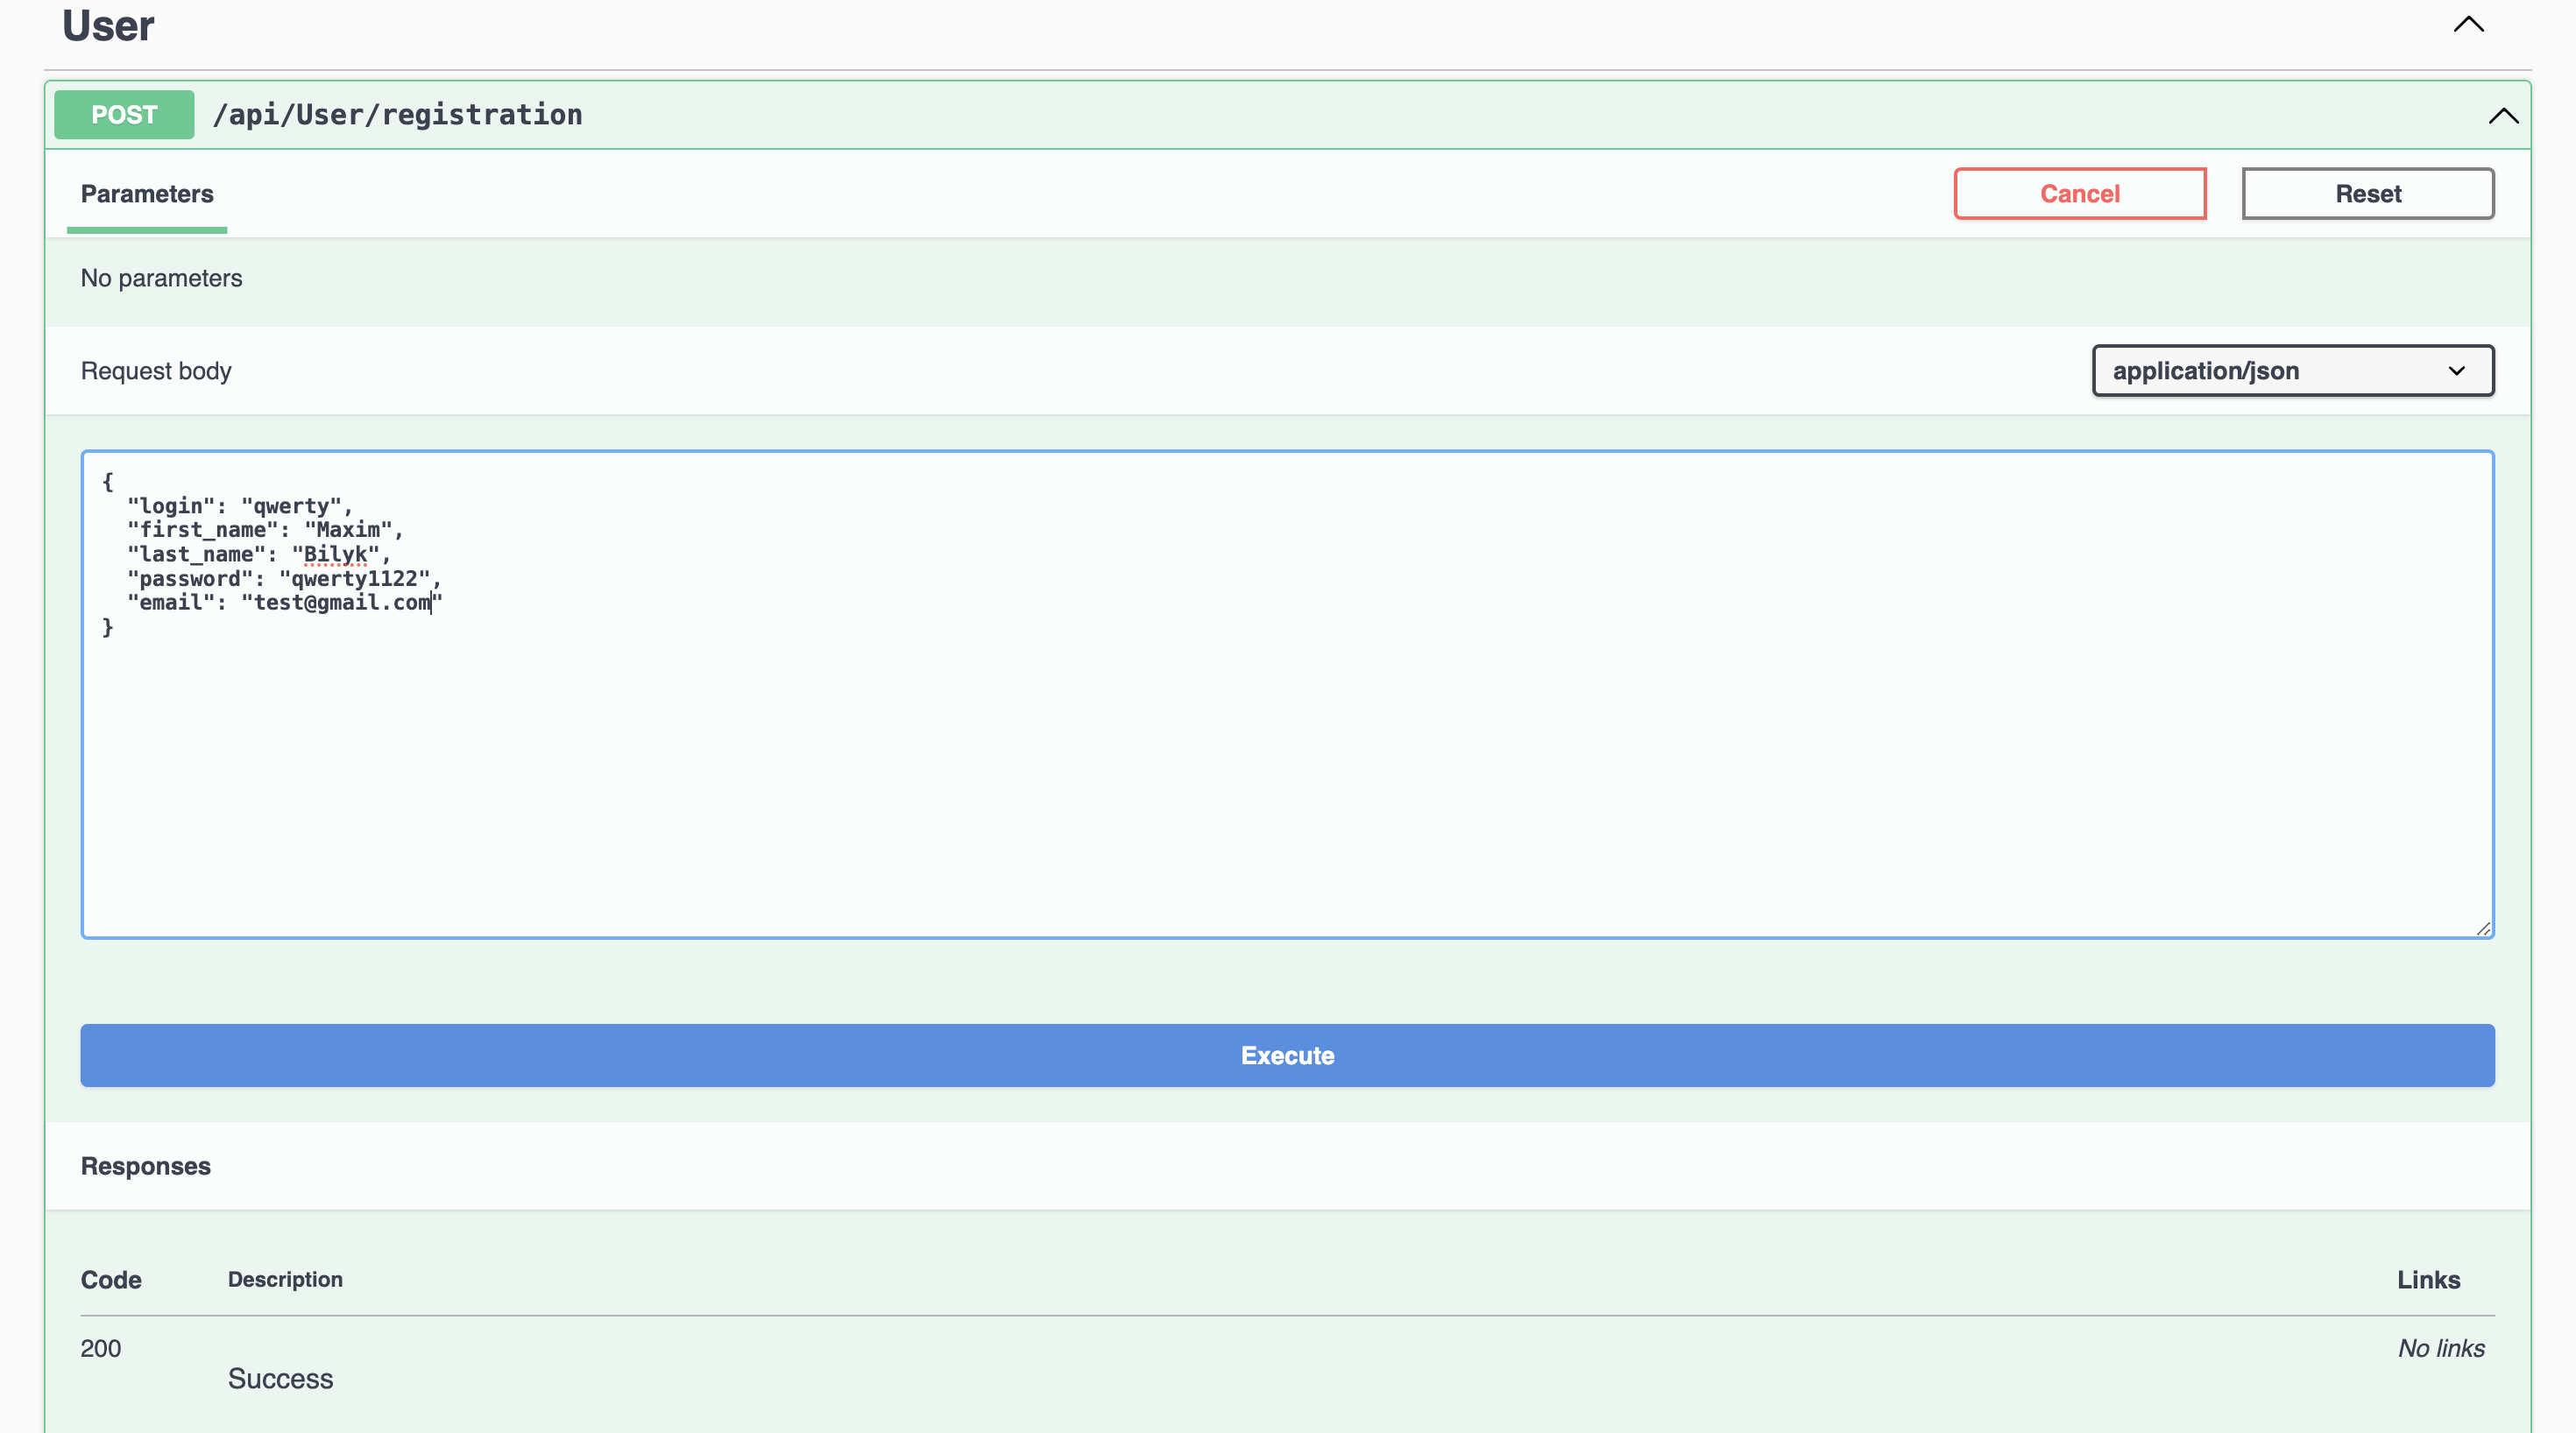 User
POST /api/User/registration
Parameters
Cancel
Reset
No parameters
Request body
application/json
{
  "login": "qwerty",
  "first_name": "Maxim",
  "last_name": "Bilyk",
  "password": "qwerty1122",
  "email": "test@gmail.com"
}
Execute
Responses
Code Description Links
200 No links
Success